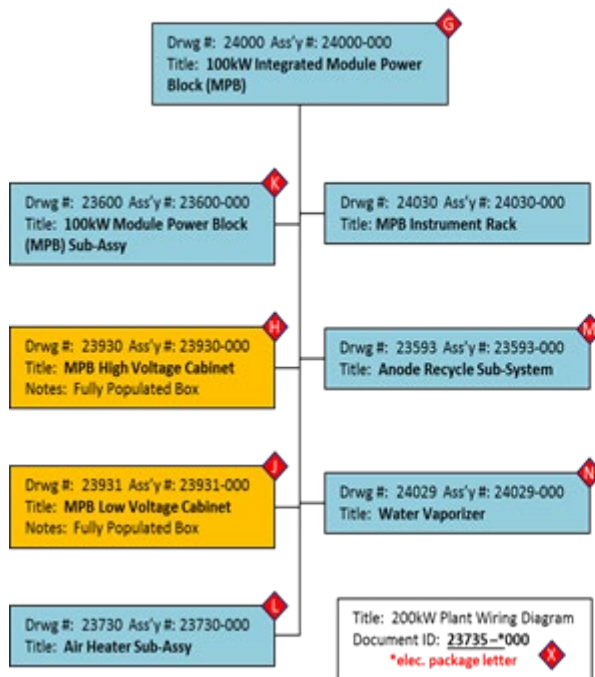 G
Drwg #: 24000 Ass'y #: 24000-000
Title: 100kW Integrated Module Power
Block (MPB)
K
Drwg #: 23600 Ass'y #: 23600-000
Title: 100kW Module Power Block
(MPB) Sub-Assy
Drwg #: 24030 Ass'y #: 24030-000
Title: MPB Instrument Rack
H
Drwg #: 23930 Ass'y #: 23930-000
Title: MPB High Voltage Cabinet
Notes: Fully Populated Box
M
Drwg #: 23593 Ass'y #: 23593-000
Title: Anode Recycle Sub-System
J
Drwg #: 23931 Ass'y #: 23931-000
Title: MPB Low Voltage Cabinet
Notes: Fully Populated Box
N
Drwg #: 24029 Ass'y #: 24029-000
Title: Water Vaporizer
L
Drwg #: 23730 Ass'y #: 23730-000
Title: Air Heater Sub-Assy
Title: 200kW Plant Wiring Diagram
Document ID: 23735-*000
*elec. package letter
X